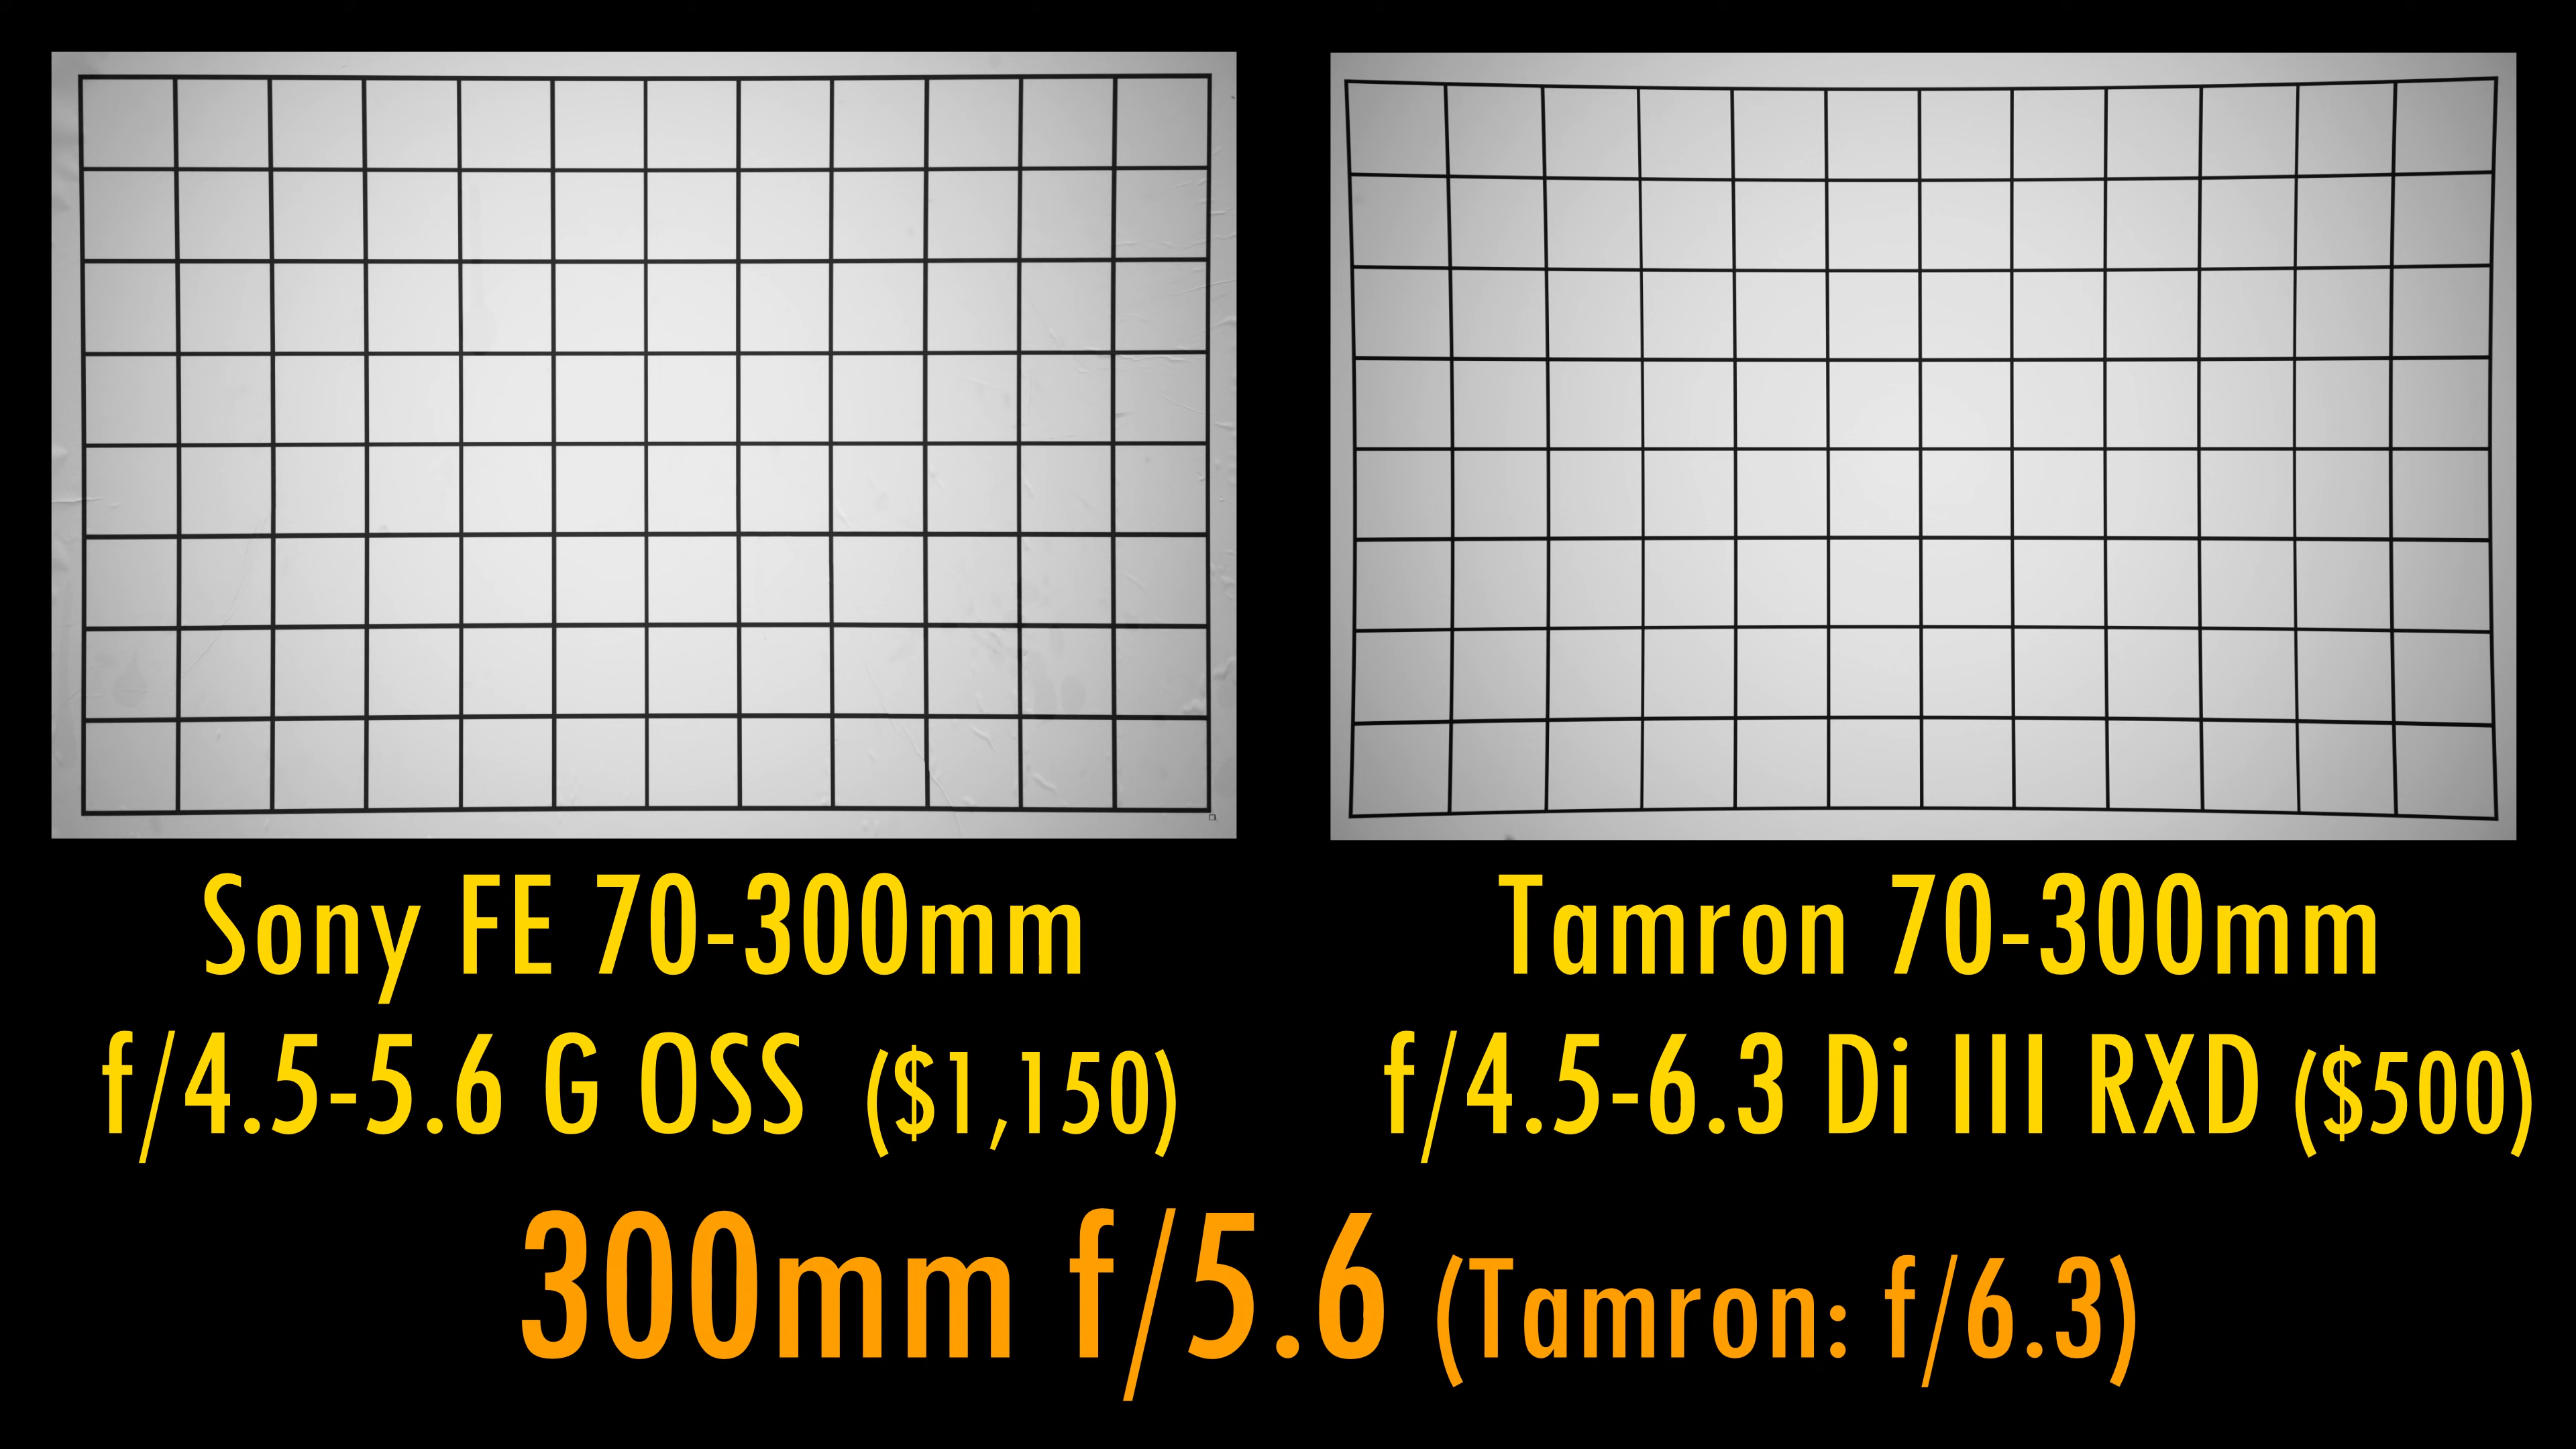 Sony FE 70-300mm
f/4.5-5.6 G OSS ($1,150)
Tamron 70-300mm
f/4.5-6.3 Di III RXD ($500)
300mm f/5.6 (Tamron: f/6.3)